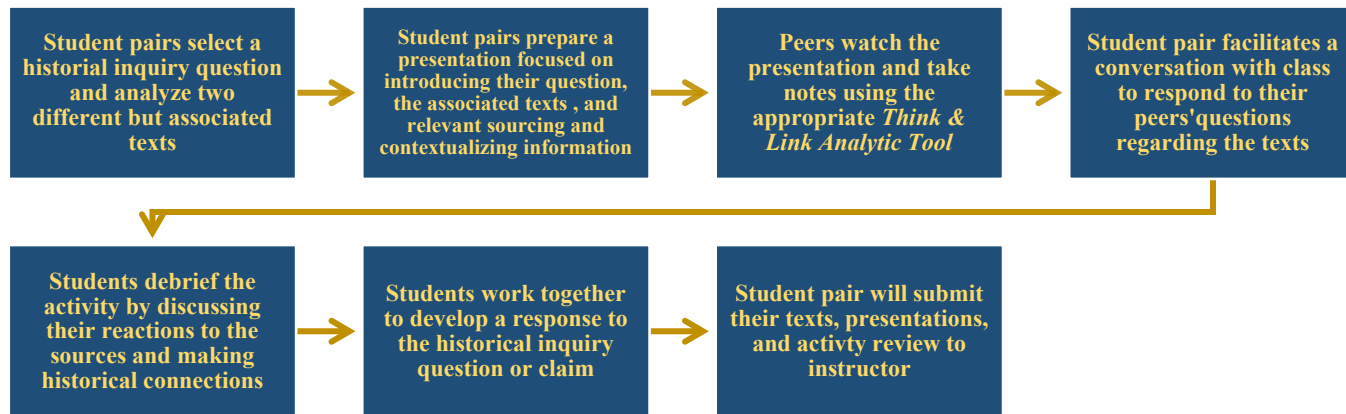 Student pairs select a
historial inquiry question
and analyze two
different but associated
texts
Student pairs prepare a
presentation focused on
introducing their question,
the associated texts , and
relevant sourcing and
contextualizing information
Peers watch the
presentation and take
notes using the
appropriate Think &
Link Analytic Tool
Student pair facilitates a
conversation with class
to respond to their
peers'questions
regarding the texts
Students debrief the
activity by discussing
their reactions to the
sources and making
historical connections
Students work together
to develop a response to
the historical inquiry
question or claim
Student pair will submit
their texts, presentations,
and activty review to
instructor